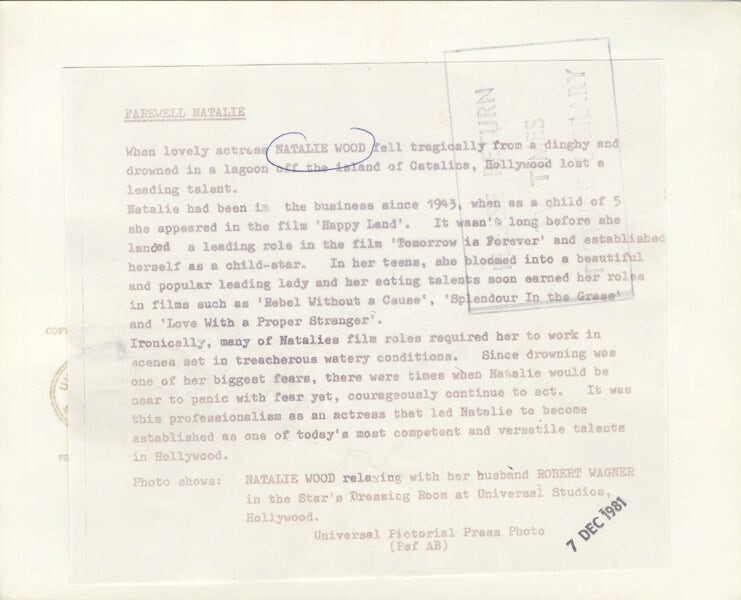 FAREWELL NATALIE
When lovely actress NATALIE WOOD fell tragically from a dinghy and
drowned in a lagoon off the island of Catalina, Hollywood lost a
leading talent.
Natalie had been in the business since 1943, when as a child of 5
she appeared in the film 'Happy Land'. It wasn't long before she
landed a leading role in the film 'Tomorrow is Forever' and established
herself as a child-star. In her teens, she bloomed into a beautiful
and popular leading lady and her acting talents soon earned her roles
in films such as 'Rebel Without a Cause', 'Splendour In the Grass'
and 'Love With a Proper Stranger'.
Ironically, many of Natalies film roles required her to work in
scenes set in treacherous watery conditions. Since drowning was
one of her biggest fears, there were times when Natalie would be
near to panic with fear yet, courageously continue to act. It was
this professionalism as an actress that led Natalie to become
established as one of today's most competent and versatile talents
in Hollywood.
Photo shows: NATALIE WOOD relaxing with her husband ROBERT WAGNER
in the Star's Dressing Room at Universal Studios,
Hollywood.
Universal Pictorial Press Photo
(Ref AB)
7 DEC 1981
RETURN
TIMES